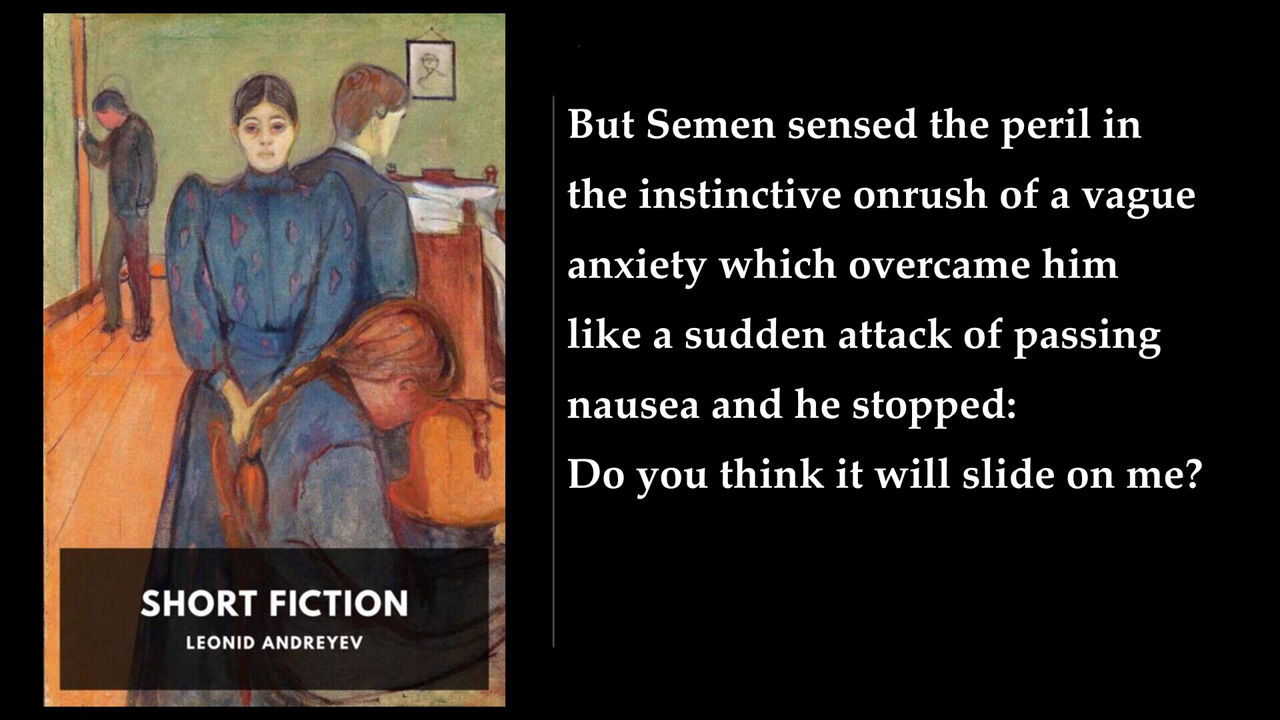 SHORT FICTION
LEONID ANDREYEV
But Semen sensed the peril in
the instinctive onrush of a vague
anxiety which overcame him
like a sudden attack of passing
nausea and he stopped:
Do you think it will slide on me?